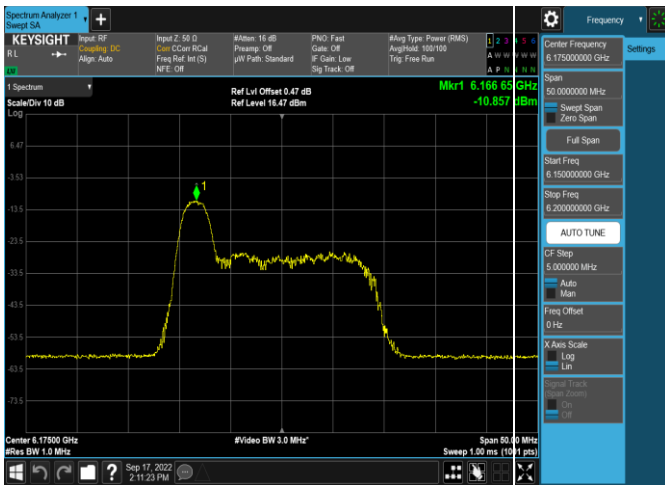 Spectrum Analyzer 1
Swept SA
KEYSIGHT
R L
Input: RF
Coupling: DC
Align: Auto
Input Z: 50 Ω
Corr CCorr RCal
Freq Ref: Int (S)
NFE: Off
#Atten: 16 dB
Preamp: Off
µW Path: Standard
PNO: Fast
Gate: Off
IF Gain: Low
Sig Track: Off
#Avg Type: Power (RMS)
Avg|Hold: 100/100
Trig: Free Run
1 2 3 4 5 6
A W W W W W
A P N N N N
1 Spectrum
Scale/Div 10 dB
Log
Ref Lvl Offset 0.47 dB
Ref Level 16.47 dBm
Mkr1 6.166 65 GHz
-10.857 dBm
1
6.47
-3.53
-13.5
-23.5
-33.5
-43.5
-53.5
-63.5
-73.5
Center 6.17500 GHz
#Res BW 1.0 MHz
#Video BW 3.0 MHz*
Span 50.00 MHz
Sweep 1.00 ms (1001 pts)
Sep 17, 2022
2:11:23 PM
Frequency
Settings
Center Frequency
6.175000000 GHz
Span
50.0000000 MHz
Swept Span
Zero Span
Full Span
Start Freq
6.150000000 GHz
Stop Freq
6.200000000 GHz
AUTO TUNE
CF Step
5.000000 MHz
Auto
Man
Freq Offset
0 Hz
X Axis Scale
Log
Lin
Signal Track
(Span Zoom)
On
Off